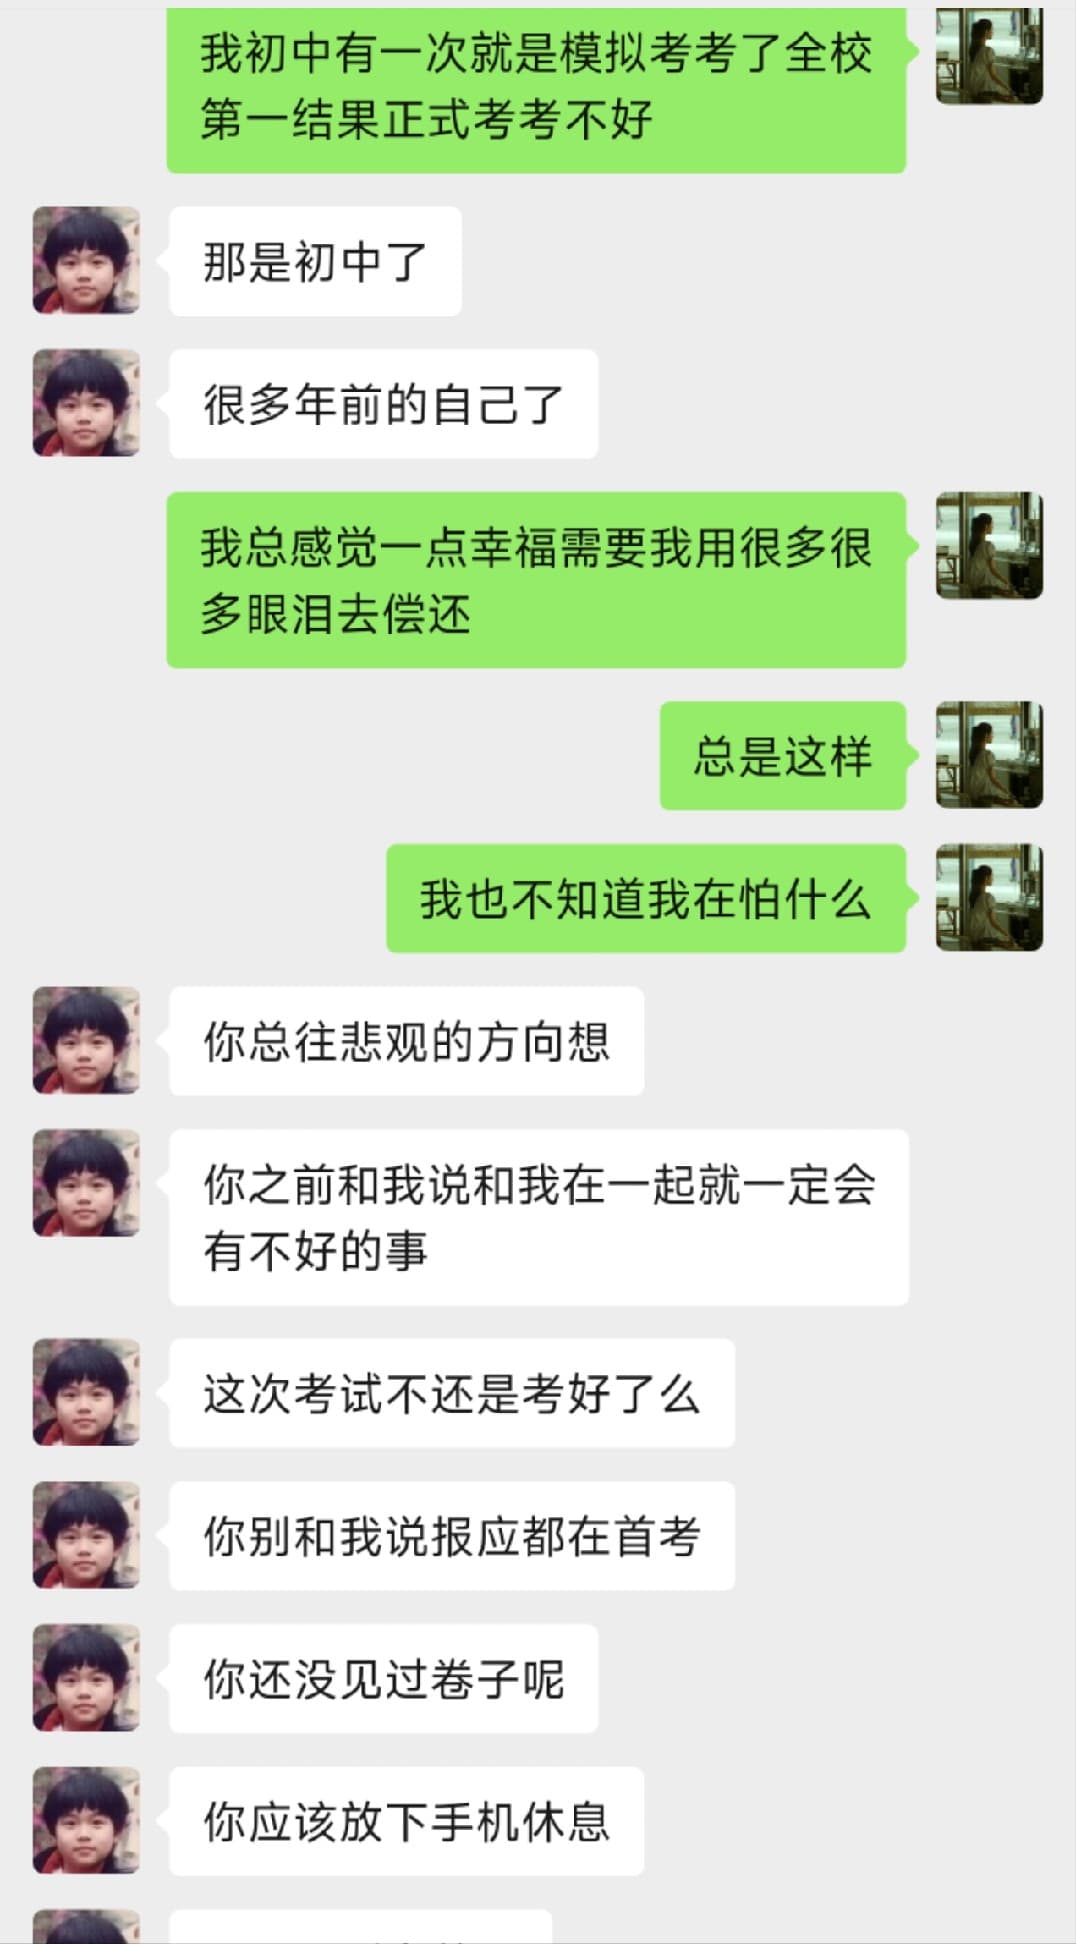 我初中有一次就是模拟考考了全校
第一结果正式考考不好
那是初中了
很多年前的自己了
我总感觉一点幸福需要我用很多很
多眼泪去偿还
总是这样
我也不知道我在怕什么
你总往悲观的方向想
你之前和我说和我在一起就一定会
有不好的事
这次考试不还是考好了么
你别和我说报应都在首考
你还没见过卷子呢
你应该放下手机休息